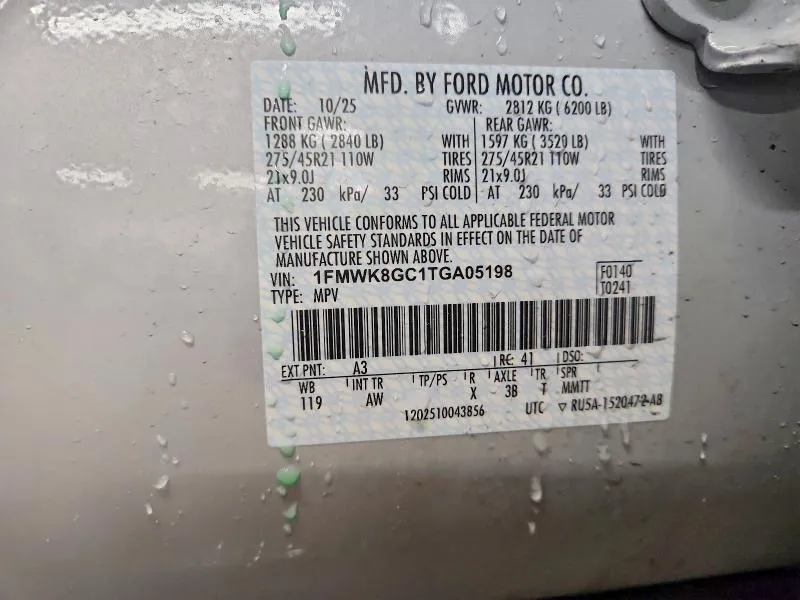 MFD. BY FORD MOTOR CO.
DATE: 10/25 GVWR: 2812 KG ( 6200 LB)
FRONT GAWR: REAR GAWR:
1288 KG ( 2840 LB) WITH 1597 KG ( 3520 LB) WITH
275/45R21 110W TIRES 275/45R21 110W TIRES
21x9.0J RIMS 21x9.0J RIMS
AT 230 kPa/ 33 PSI COLD AT 230 kPa/ 33 PSI COLD
THIS VEHICLE CONFORMS TO ALL APPLICABLE FEDERAL MOTOR
VEHICLE SAFETY STANDARDS IN EFFECT ON THE DATE OF
MANUFACTURE SHOWN ABOVE.
VIN: 1FMWK8GC1TGA05198 F0140
TYPE: MPV T0241
EXT PNT: A3 RC: 41 DSO:
WB INT TR TP/PS R AXLE TR SPR
119 AW X 3B T MMTT
1202510043856 UTC ▽ RU5A-1520472-AB